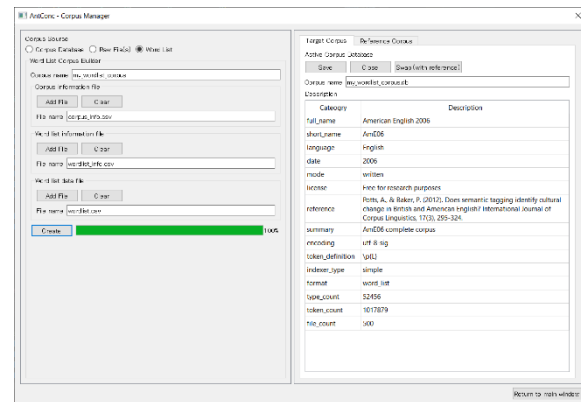 AntConc - Corpus Manager
Corpus Source
Corpus Database Raw File(s) Word List
Word List Corpus Builder
Corpus name my_wordlist_corpus
Corpus information file
Add File Clear
File name corpus_info.csv
Word list information file
Add File Clear
File name wordlist_info.csv
Word list data file
Add File Clear
File name wordlist.csv
Create 100%
Target Corpus Reference Corpus
Active Corpus Database
Save Close Swap (with reference)
Corpus name my_wordlist_corpus.db
Description
Cateogry Description
full_name American English 2006
short_name AmE06
language English
date 2006
mode written
license Free for research purposes
reference Potts, A., & Baker, P. (2012). Does semantic tagging identify cultural
change in British and American English? International Journal of
Corpus Linguistics, 17(3), 295-324.
summary AmE06 complete corpus
encoding utf-8-sig
token_definition \p{L}
indexer_type simple
format word_list
type_count 52456
token_count 1017879
file_count 500
Return to main window